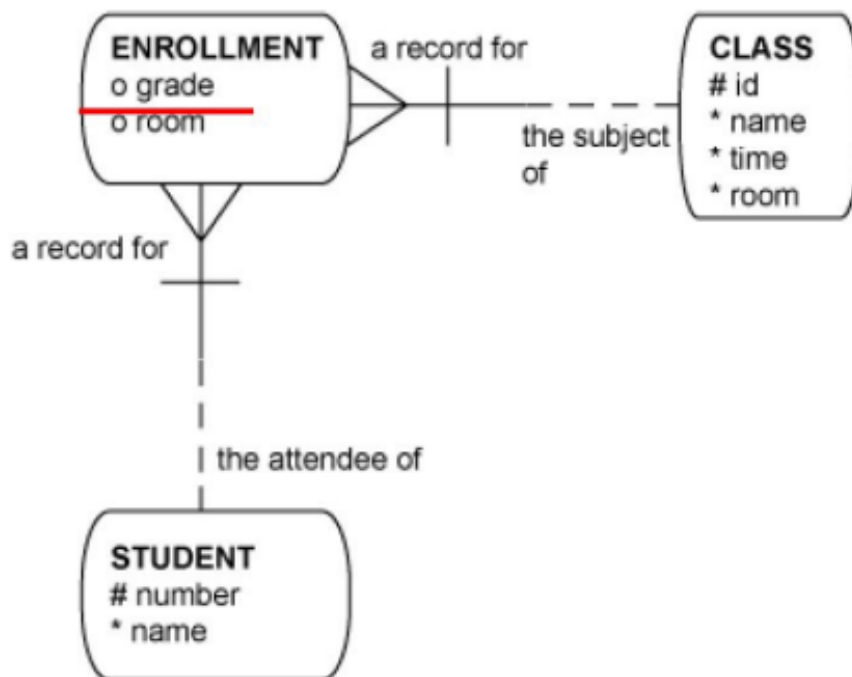 ENROLLMENT
o grade
o room
a record for
the subject
of
CLASS
# id
* name
* time
* room
a record for
the attendee of
STUDENT
# number
* name